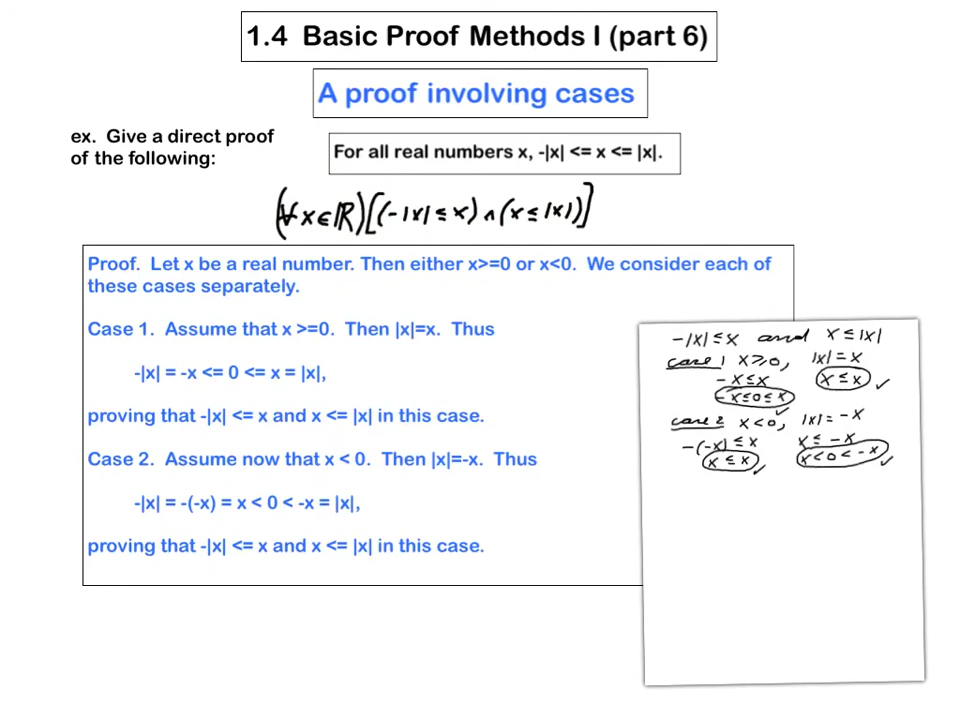 1.4 Basic Proof Methods I (part 6)
A proof involving cases
ex. Give a direct proof
of the following:
For all real numbers x, -|x| <= x <= |x|.
(∀x∈ℝ)[(-|x|≤x)∧(x≤|x|)]
Proof. Let x be a real number. Then either x>=0 or x<0. We consider each of
these cases separately.
Case 1. Assume that x >=0. Then |x|=x. Thus
-|x| = -x <= 0 <= x = |x|,
proving that -|x| <= x and x <= |x| in this case.
Case 2. Assume now that x < 0. Then |x|=-x. Thus
-|x| = -(-x) = x < 0 < -x = |x|,
proving that -|x| <= x and x <= |x| in this case.
-|x|≤x and x≤|x|
case 1 x≥0, |x|=x
-x≤x x≤x ✓
-x≤0≤x ✓
case 2 x<0, |x|=-x
-(-x)≤x x≤-x
x≤x ✓ x<0<-x ✓